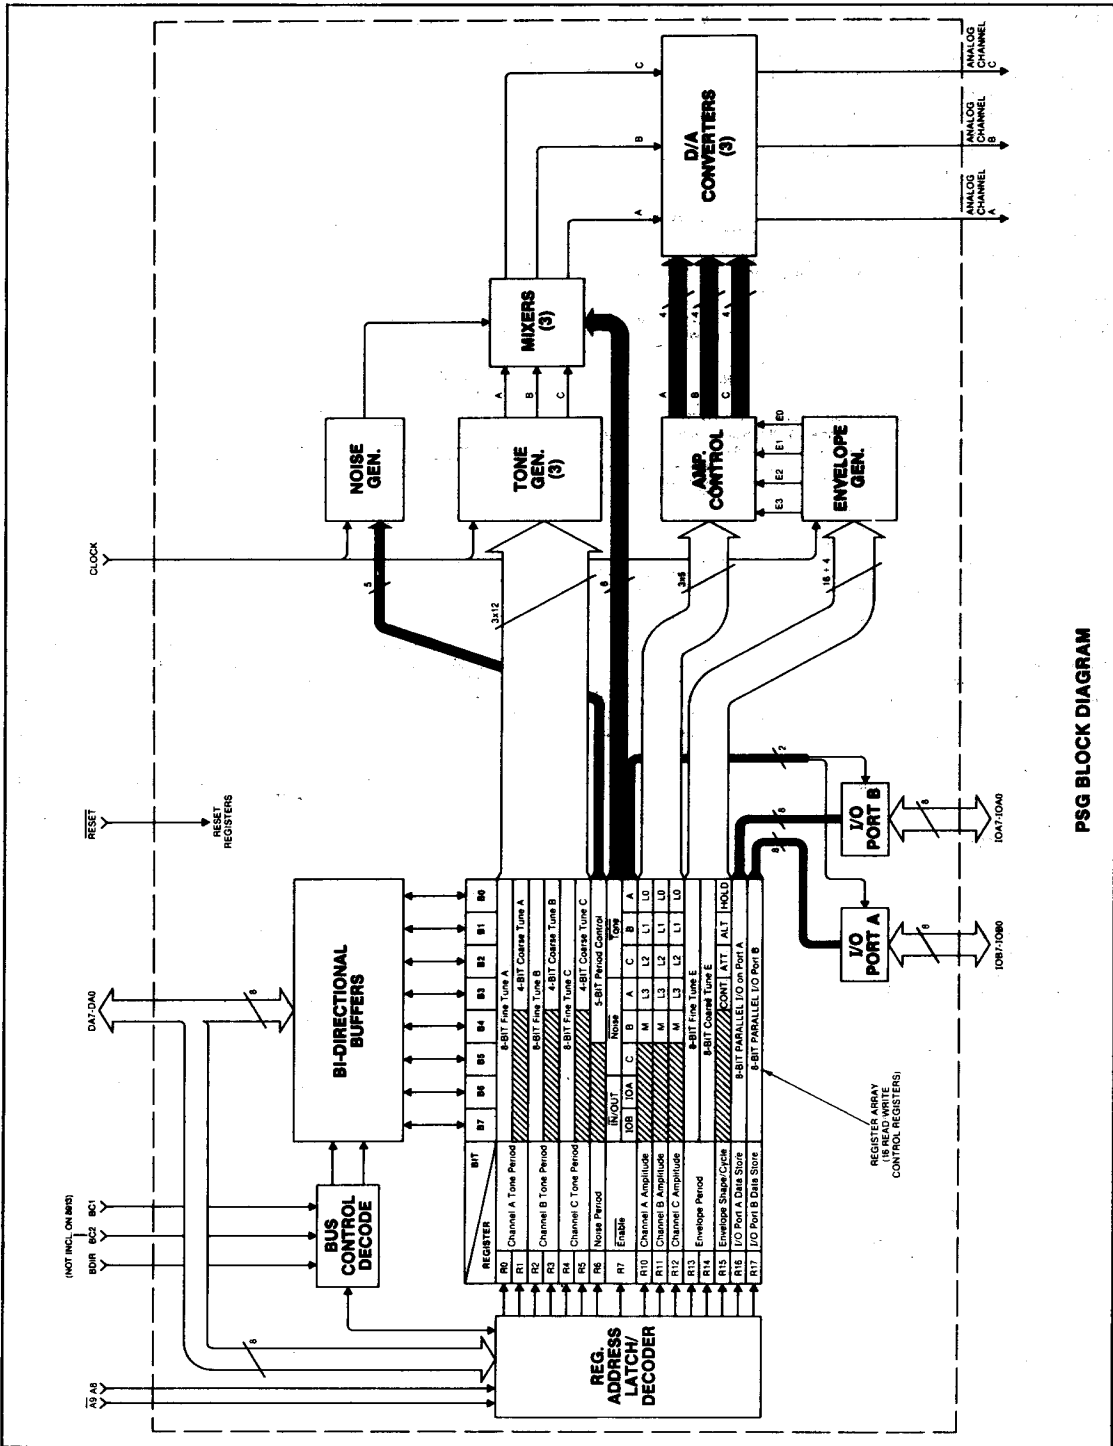 PSG BLOCK DIAGRAM
A9 A8
BDIR BC2 BC1
(NOT INCL. ON 8913)
DA7-DA0
RESET
CLOCK
RESET
REGISTERS
8
8
BUS
CONTROL
DECODE
BI-DIRECTIONAL
BUFFERS
REG.
ADDRESS
LATCH/
DECODER
REGISTER BIT B7 B6 B5 B4 B3 B2 B1 B0
R0 Channel A Tone Period 8-BIT Fine Tune A
R1 4-BIT Coarse Tune A
R2 Channel B Tone Period 8-BIT Fine Tune B
R3 4-BIT Coarse Tune B
R4 Channel C Tone Period 8-BIT Fine Tune C
R5 4-BIT Coarse Tune C
R6 Noise Period 5-BIT Period Control
R7 Enable IN/OUT Noise Tone
IOB IOA C B A C B A
R10 Channel A Amplitude M L3 L2 L1 L0
R11 Channel B Amplitude M L3 L2 L1 L0
R12 Channel C Amplitude M L3 L2 L1 L0
R13 Envelope Period 8-BIT Fine Tune E
R14 8-BIT Coarse Tune E
R15 Envelope Shape/Cycle CONT. ATT ALT HOLD
R16 I/O Port A Data Store 8-BIT PARALLEL I/O on Port A
R17 I/O Port B Data Store 8-BIT PARALLEL I/O Port B
REGISTER ARRAY
(16 READ/WRITE
CONTROL REGISTERS)
5
3x12
6
3x5
16 + 4
2
8
8
NOISE
GEN.
TONE
GEN.
(3)
A
B
C
MIXERS
(3)
A
B
C
AMP.
CONTROL
E3 E2 E1 E0
ENVELOPE
GEN.
A
B
C
4
4
4
D/A
CONVERTERS
(3)
I/O
PORT A
I/O
PORT B
8
8
IOB7-IOB0
IOA7-IOA0
ANALOG
CHANNEL
A
ANALOG
CHANNEL
B
ANALOG
CHANNEL
C